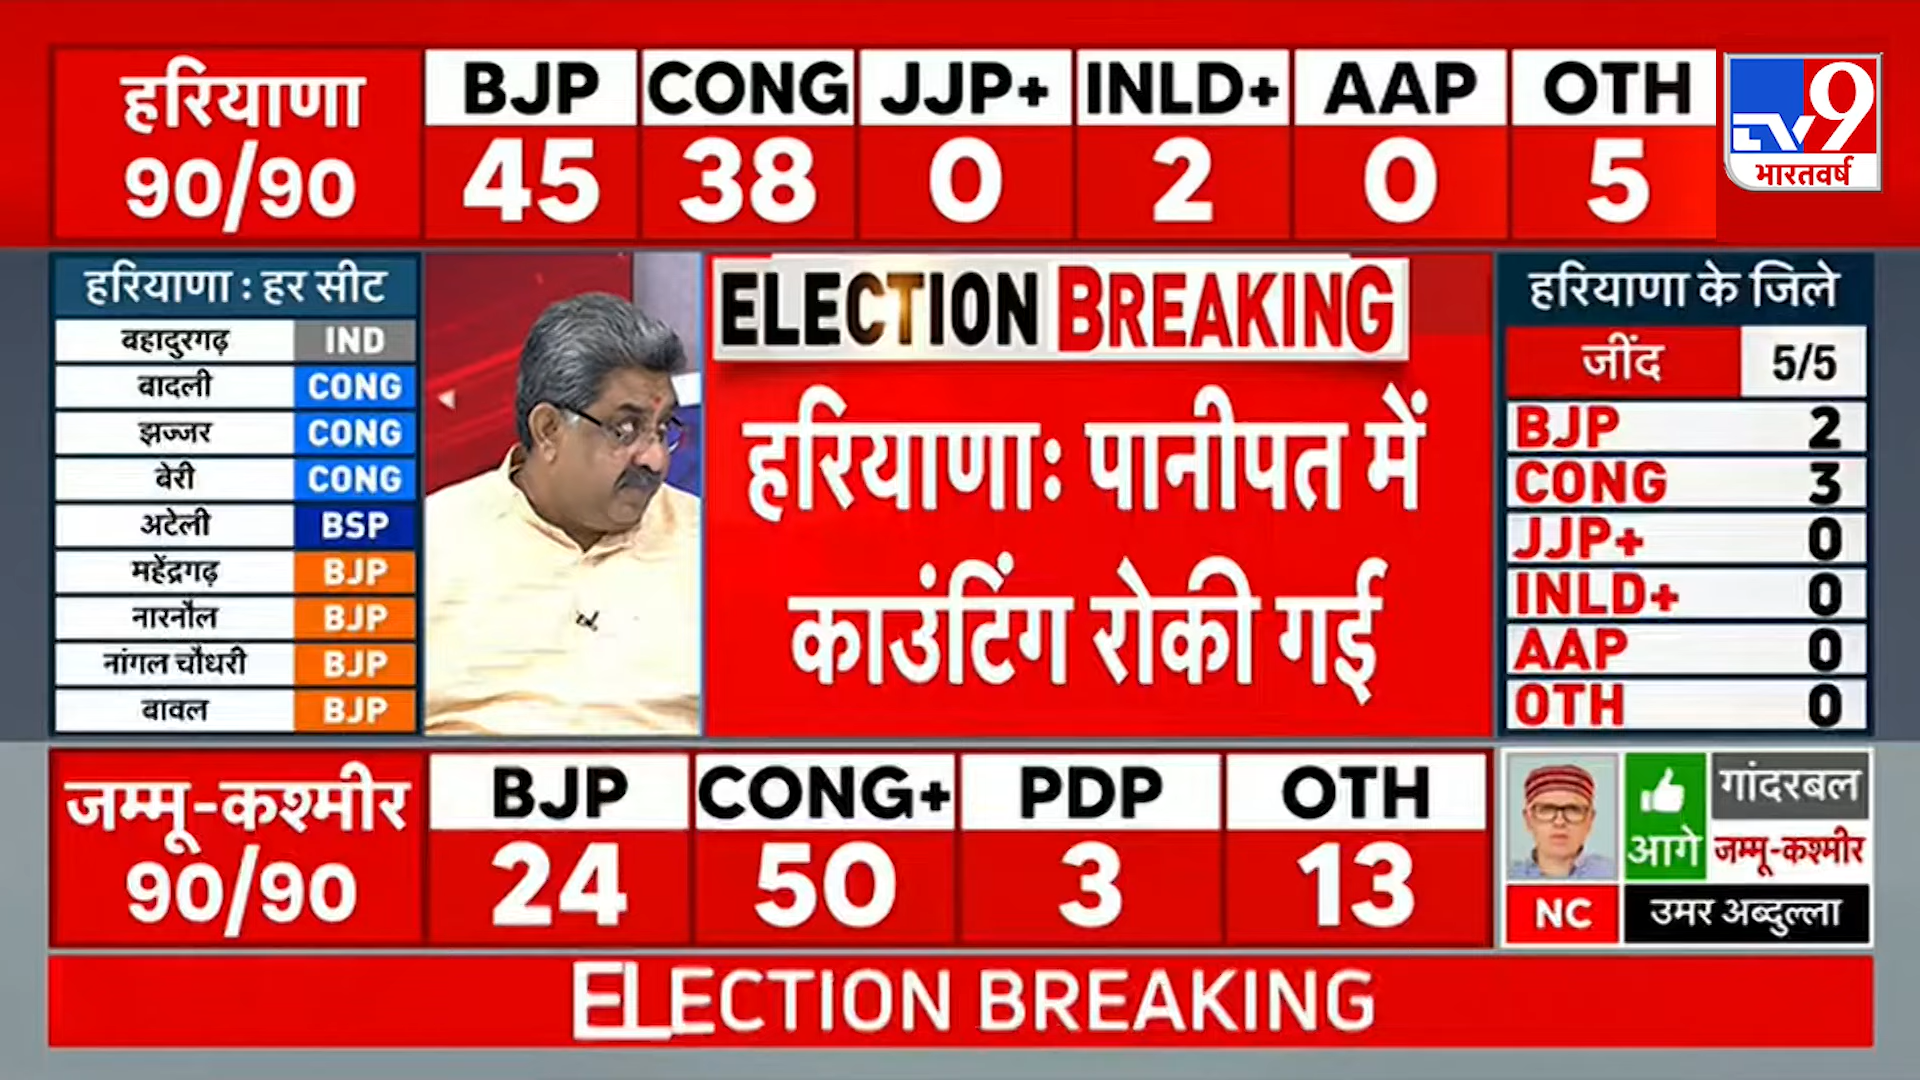 हरियाणा
90/90
BJP CONG JJP+ INLD+ AAP OTH
45 38 0 2 0 5
TV9
भारतवर्ष
हरियाणा : हर सीट
बहादुरगढ़ IND
बादली CONG
झज्जर CONG
बेरी CONG
अटेली BSP
महेंद्रगढ़ BJP
नारनौल BJP
नांगल चौधरी BJP
बावल BJP
ELECTION BREAKING
हरियाणाः पानीपत में
काउंटिंग रोकी गई
हरियाणा के जिले
जींद 5/5
BJP 2
CONG 3
JJP+ 0
INLD+ 0
AAP 0
OTH 0
जम्मू-कश्मीर
90/90
BJP CONG+ PDP OTH
24 50 3 13
आगे
गांदरबल
जम्मू-कश्मीर
NC उमर अब्दुल्ला
ELECTION BREAKING